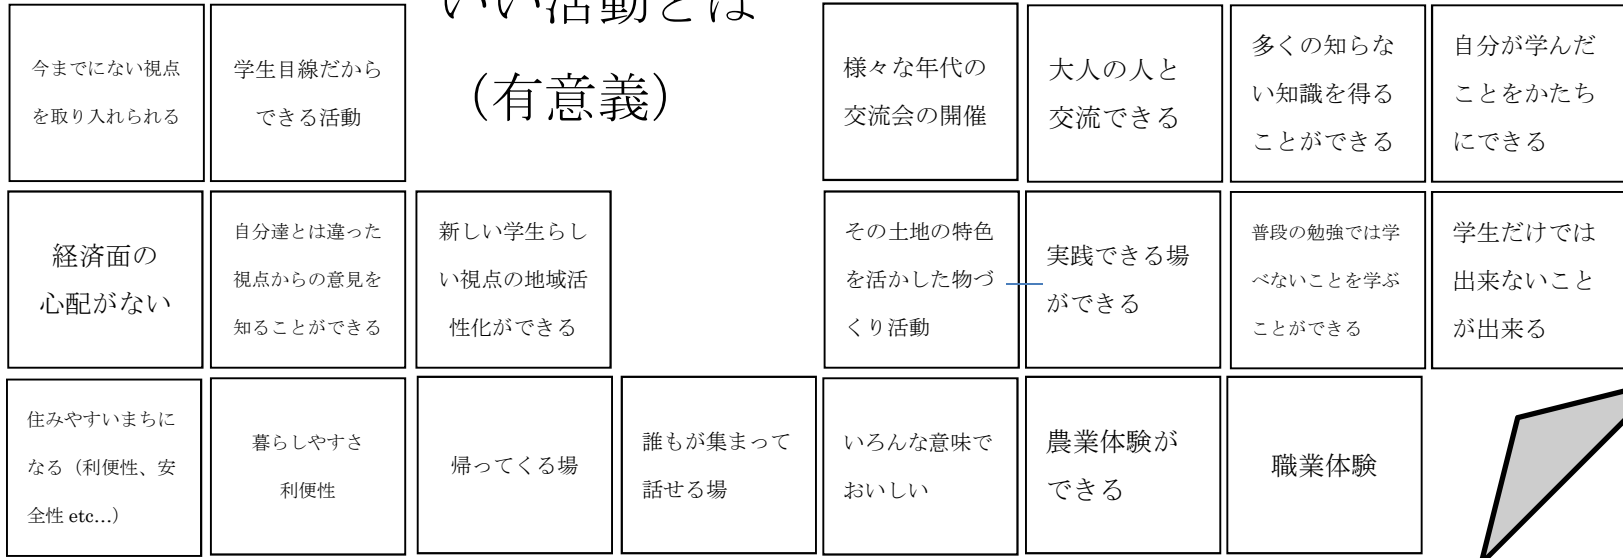 いい活動とは
（有意義）
今までにない視点
を取り入れられる
学生目線だから
できる活動
様々な年代の
交流会の開催
大人の人と
交流できる
多くの知らな
い知識を得る
ことができる
自分が学んだ
ことをかたち
にできる
経済面の
心配がない
自分達とは違った
視点からの意見を
知ることができる
新しい学生らし
い視点の地域活
性化ができる
その土地の特色
を活かした物づ
くり活動
実践できる場
ができる
普段の勉強では学
べないことを学ぶ
ことができる
学生だけでは
出来ないこと
が出来る
住みやすいまちに
なる（利便性、安
全性 etc…）
暮らしやすさ
利便性
帰ってくる場
誰もが集まって
話せる場
いろんな意味で
おいしい
農業体験が
できる
職業体験